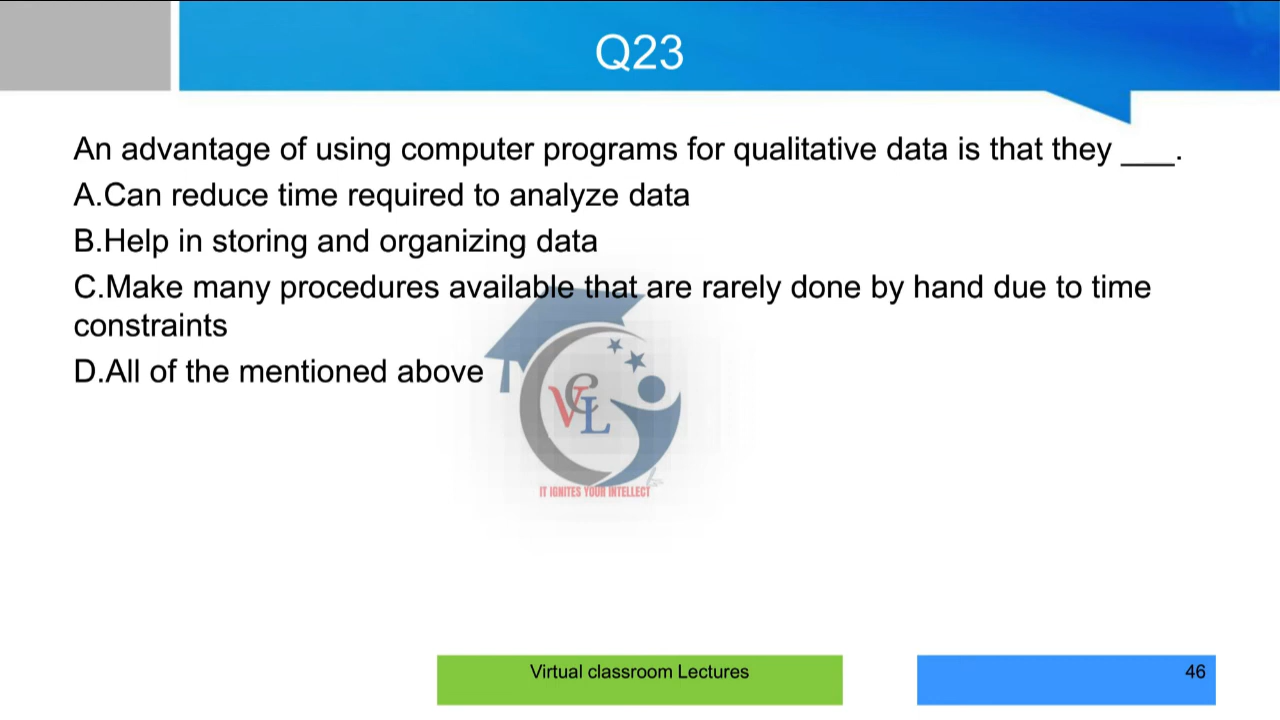 Q23
An advantage of using computer programs for qualitative data is that they ___.
A.Can reduce time required to analyze data
B.Help in storing and organizing data
C.Make many procedures available that are rarely done by hand due to time
constraints
D.All of the mentioned above
VCL
IT IGNITES YOUR INTELLECT
Virtual classroom Lectures
46